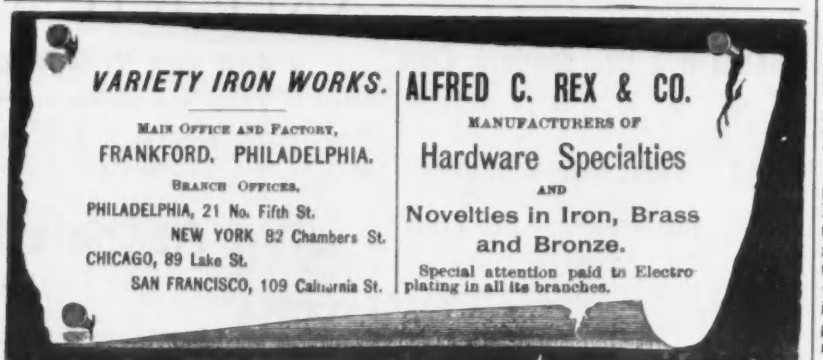 VARIETY IRON WORKS.
MAIN OFFICE AND FACTORY,
FRANKFORD, PHILADELPHIA.
BRANCH OFFICES,
PHILADELPHIA, 21 No. Fifth St.
NEW YORK 82 Chambers St.
CHICAGO, 89 Lake St.
SAN FRANCISCO, 109 California St.
ALFRED C. REX & CO.
MANUFACTURERS OF
Hardware Specialties
AND
Novelties in Iron, Brass
and Bronze.
Special attention paid to Electro-
plating in all its branches.